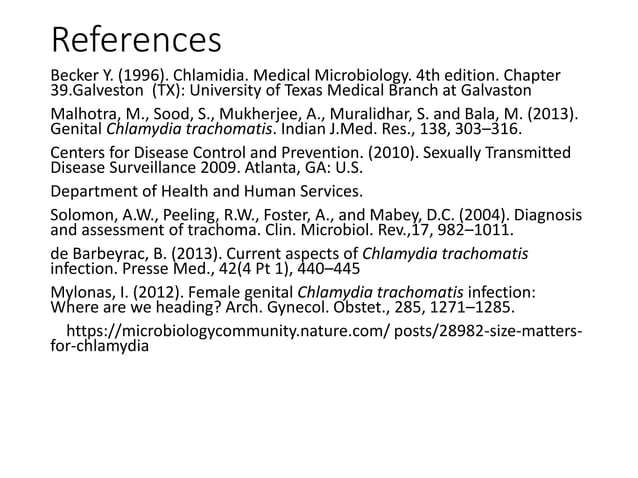 References
Becker Y. (1996). Chlamidia. Medical Microbiology. 4th edition. Chapter
39.Galveston  (TX): University of Texas Medical Branch at Galvaston
Malhotra, M., Sood, S., Mukherjee, A., Muralidhar, S. and Bala, M. (2013).
Genital Chlamydia trachomatis. Indian J.Med. Res., 138, 303–316.
Centers for Disease Control and Prevention. (2010). Sexually Transmitted
Disease Surveillance 2009. Atlanta, GA: U.S.
Department of Health and Human Services.
Solomon, A.W., Peeling, R.W., Foster, A., and Mabey, D.C. (2004). Diagnosis
and assessment of trachoma. Clin. Microbiol. Rev.,17, 982–1011.
de Barbeyrac, B. (2013). Current aspects of Chlamydia trachomatis
infection. Presse Med., 42(4 Pt 1), 440–445
Mylonas, I. (2012). Female genital Chlamydia trachomatis infection:
Where are we heading? Arch. Gynecol. Obstet., 285, 1271–1285.
https://microbiologycommunity.nature.com/ posts/28982-size-matters-
for-chlamydia